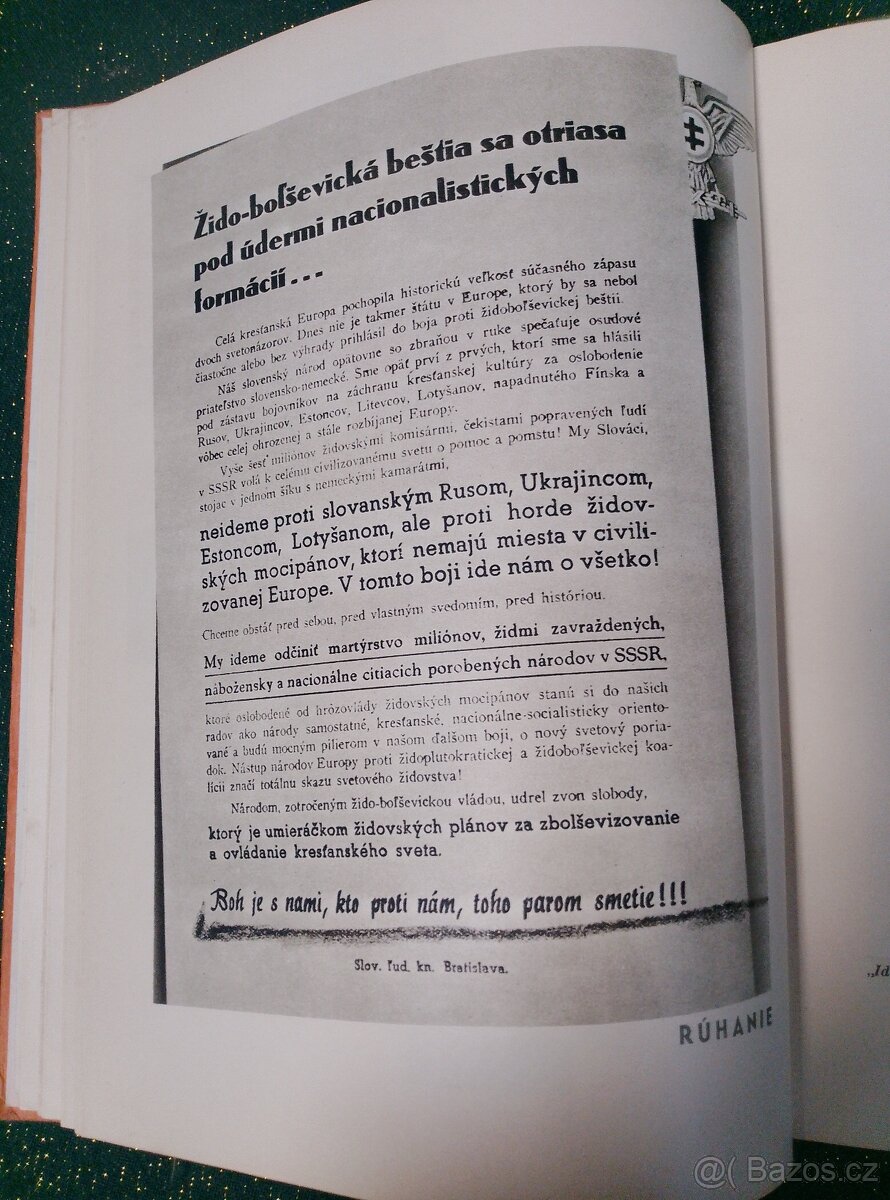 Žido-boľševická beštia sa otriasa
pod údermi nacionalistických
formácií...
Celá kresťanská Europa pochopila historickú veľkosť súčasného zápasu
dvoch svetonázorov. Dnes nie je takmer štátu v Europe, ktorý by sa nebol
čiastočne alebo bez výhrady prihlásil do boja proti židoboľševickej beštii.
Náš slovenský národ opätovne so zbraňou v ruke spečaťuje osudové
priateľstvo slovensko-nemecké. Sme opäť prví z prvých, ktorí sme sa hlásili
pod zástavu bojovníkov na záchranu kresťanskej kultúry za oslobodenie
Rusov, Ukrajincov, Estoncov, Litevcov, Lotyšanov, napadnutého Fínska a
vôbec celej ohrozenej a stále rozbíjanej Europy.
Vyše šesť miliónov židovskými komisármi, čekistami popravených ľudí
v SSSR volá k celému civilizovanému svetu o pomoc a pomstu! My Slováci,
stojac v jednom šíku s nemeckými kamarátmi,
neideme proti slovanským Rusom, Ukrajincom,
Estoncom, Lotyšanom, ale proti horde židov-
ských mocipánov, ktorí nemajú miesta v civili-
zovanej Europe. V tomto boji ide nám o všetko!
Chceme obstáť pred sebou, pred vlastným svedomím, pred históriou.
My ideme odčiniť martýrstvo miliónov, židmi zavraždených,
nábožensky a nacionálne cítiacich porobených národov v SSSR,
ktoré oslobodené od hrôzovlády židovských mocipánov stanú si do našich
radov ako národy samostatné, kresťanské, nacionálne-socialisticky oriento-
vané a budú mocným pilierom v našom ďalšom boji, o nový svetový poria-
dok. Nástup národov Europy proti židoplutokratickej a židoboľševickej koa-
lícii značí totálnu skazu svetového židovstva!
Národom, zotročeným žido-boľševickou vládou, udrel zvon slobody,
ktorý je umieráčkom židovských plánov za zbolševizovanie
a ovládanie kresťanského sveta.
Boh je s nami, kto proti nám, toho parom smetie!!!
Slov. ľud. kn. Bratislava.
„Id
RÚHANIE
@( Bazos.cz